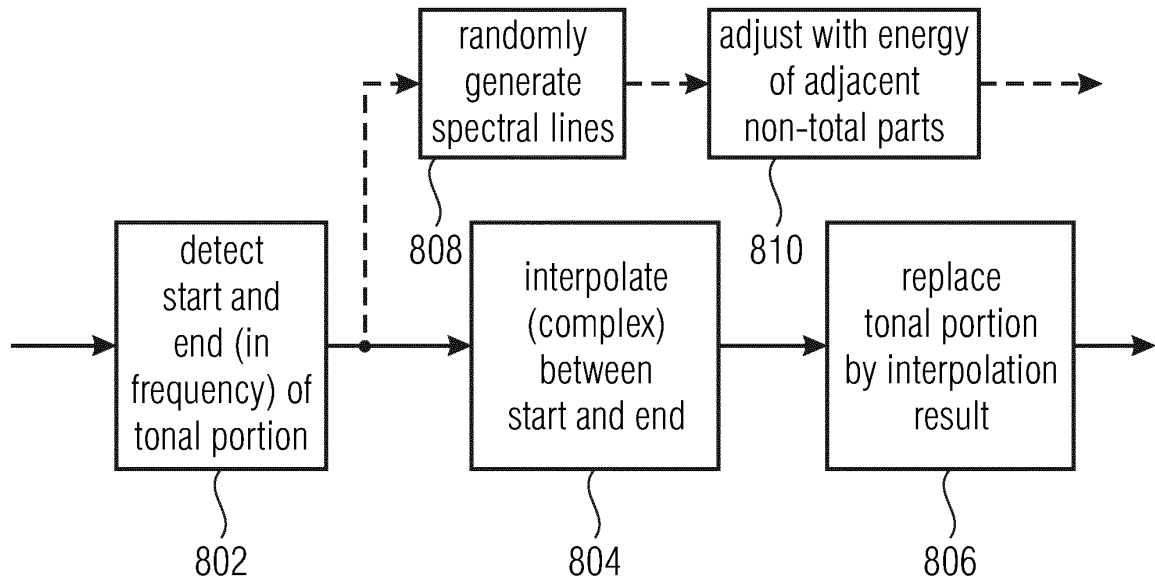 randomly
generate
spectral lines
adjust with energy
of adjacent
non-total parts
808
810
detect
start and
end (in
frequency) of
tonal portion
interpolate
(complex)
between
start and end
replace
tonal portion
by interpolation
result
802
804
806